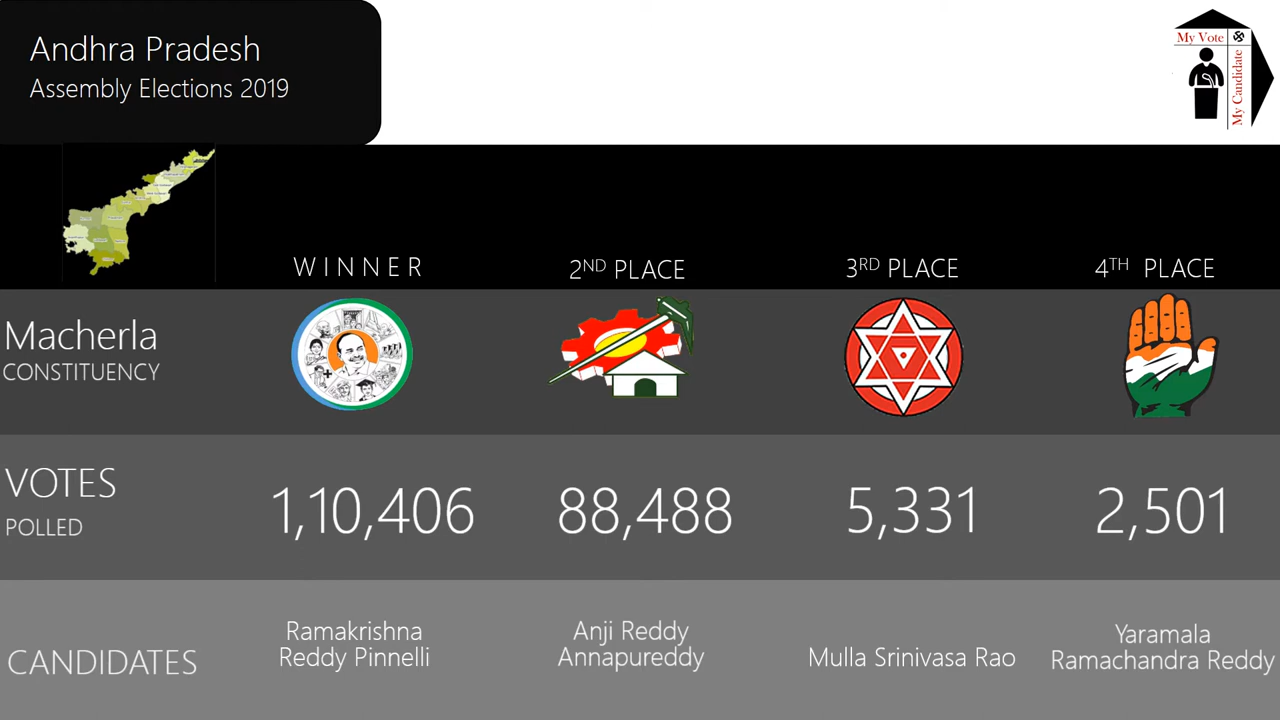 Andhra Pradesh
Assembly Elections 2019
My Vote
My Candidate
WINNER
2ND PLACE
3RD PLACE
4TH PLACE
Macherla
CONSTITUENCY
VOTES
POLLED
1,10,406
88,488
5,331
2,501
CANDIDATES
Ramakrishna
Reddy Pinnelli
Anji Reddy
Annapureddy
Mulla Srinivasa Rao
Yaramala
Ramachandra Reddy